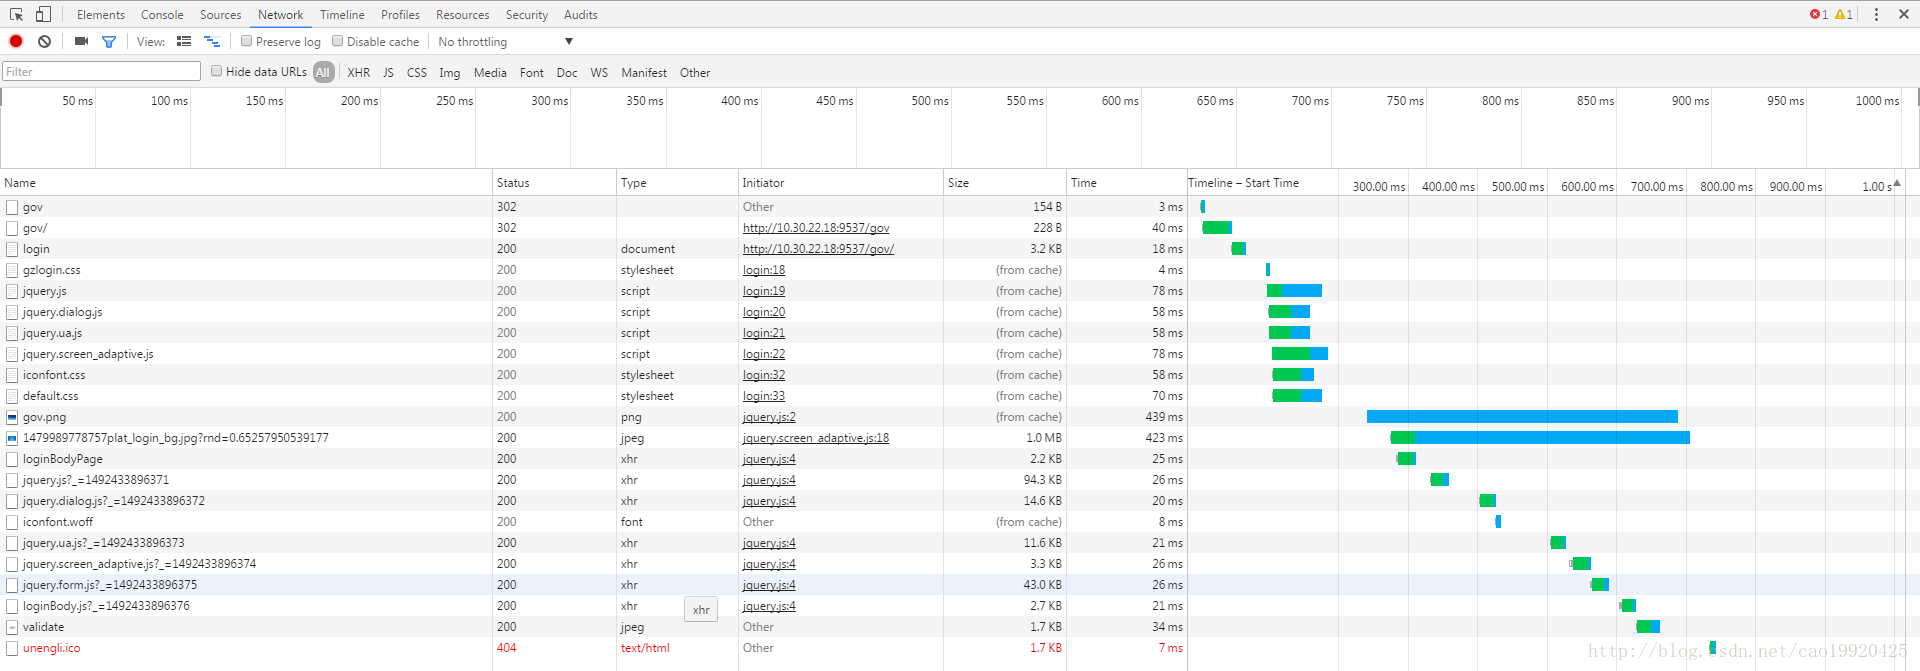 Elements Console Sources Network Timeline Profiles Resources Security Audits 1 1
View: Preserve log Disable cache No throttling
Filter Hide data URLs All XHR JS CSS Img Media Font Doc WS Manifest Other
50 ms 100 ms 150 ms 200 ms 250 ms 300 ms 350 ms 400 ms 450 ms 500 ms 550 ms 600 ms 650 ms 700 ms 750 ms 800 ms 850 ms 900 ms 950 ms 1000 ms
Name Status Type Initiator Size Time Timeline – Start Time 300.00 ms 400.00 ms 500.00 ms 600.00 ms 700.00 ms 800.00 ms 900.00 ms 1.00 s
gov 302 Other 154 B 3 ms
gov/ 302 http://10.30.22.18:9537/gov 228 B 40 ms
login 200 document http://10.30.22.18:9537/gov/ 3.2 KB 18 ms
gzlogin.css 200 stylesheet login:18 (from cache) 4 ms
jquery.js 200 script login:19 (from cache) 78 ms
jquery.dialog.js 200 script login:20 (from cache) 58 ms
jquery.ua.js 200 script login:21 (from cache) 58 ms
jquery.screen_adaptive.js 200 script login:22 (from cache) 78 ms
iconfont.css 200 stylesheet login:32 (from cache) 58 ms
default.css 200 stylesheet login:33 (from cache) 70 ms
gov.png 200 png jquery.js:2 (from cache) 439 ms
1479989778757plat_login_bg.jpg?rnd=0.65257950539177 200 jpeg jquery.screen_adaptive.js:18 1.0 MB 423 ms
loginBodyPage 200 xhr jquery.js:4 2.2 KB 25 ms
jquery.js?_=1492433896371 200 xhr jquery.js:4 94.3 KB 26 ms
jquery.dialog.js?_=1492433896372 200 xhr jquery.js:4 14.6 KB 20 ms
iconfont.woff 200 font Other (from cache) 8 ms
jquery.ua.js?_=1492433896373 200 xhr jquery.js:4 11.6 KB 21 ms
jquery.screen_adaptive.js?_=1492433896374 200 xhr jquery.js:4 3.3 KB 26 ms
jquery.form.js?_=1492433896375 200 xhr jquery.js:4 43.0 KB 26 ms
loginBody.js?_=1492433896376 200 xhr jquery.js:4 2.7 KB 21 ms
xhr
validate 200 jpeg Other 1.7 KB 34 ms
unengli.ico 404 text/html Other 1.7 KB 7 ms
http://blog.csdn.net/cao19920425